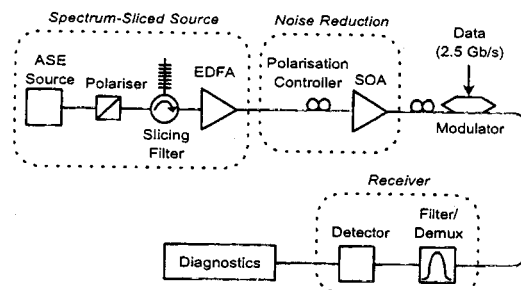 Spectrum-Sliced Source
Noise Reduction
ASE
Source
Polariser
EDFA
Slicing
Filter
Polarisation
Controller
SOA
Data
(2.5 Gb/s)
Modulator
Receiver
Diagnostics
Detector
Filter/
Demux